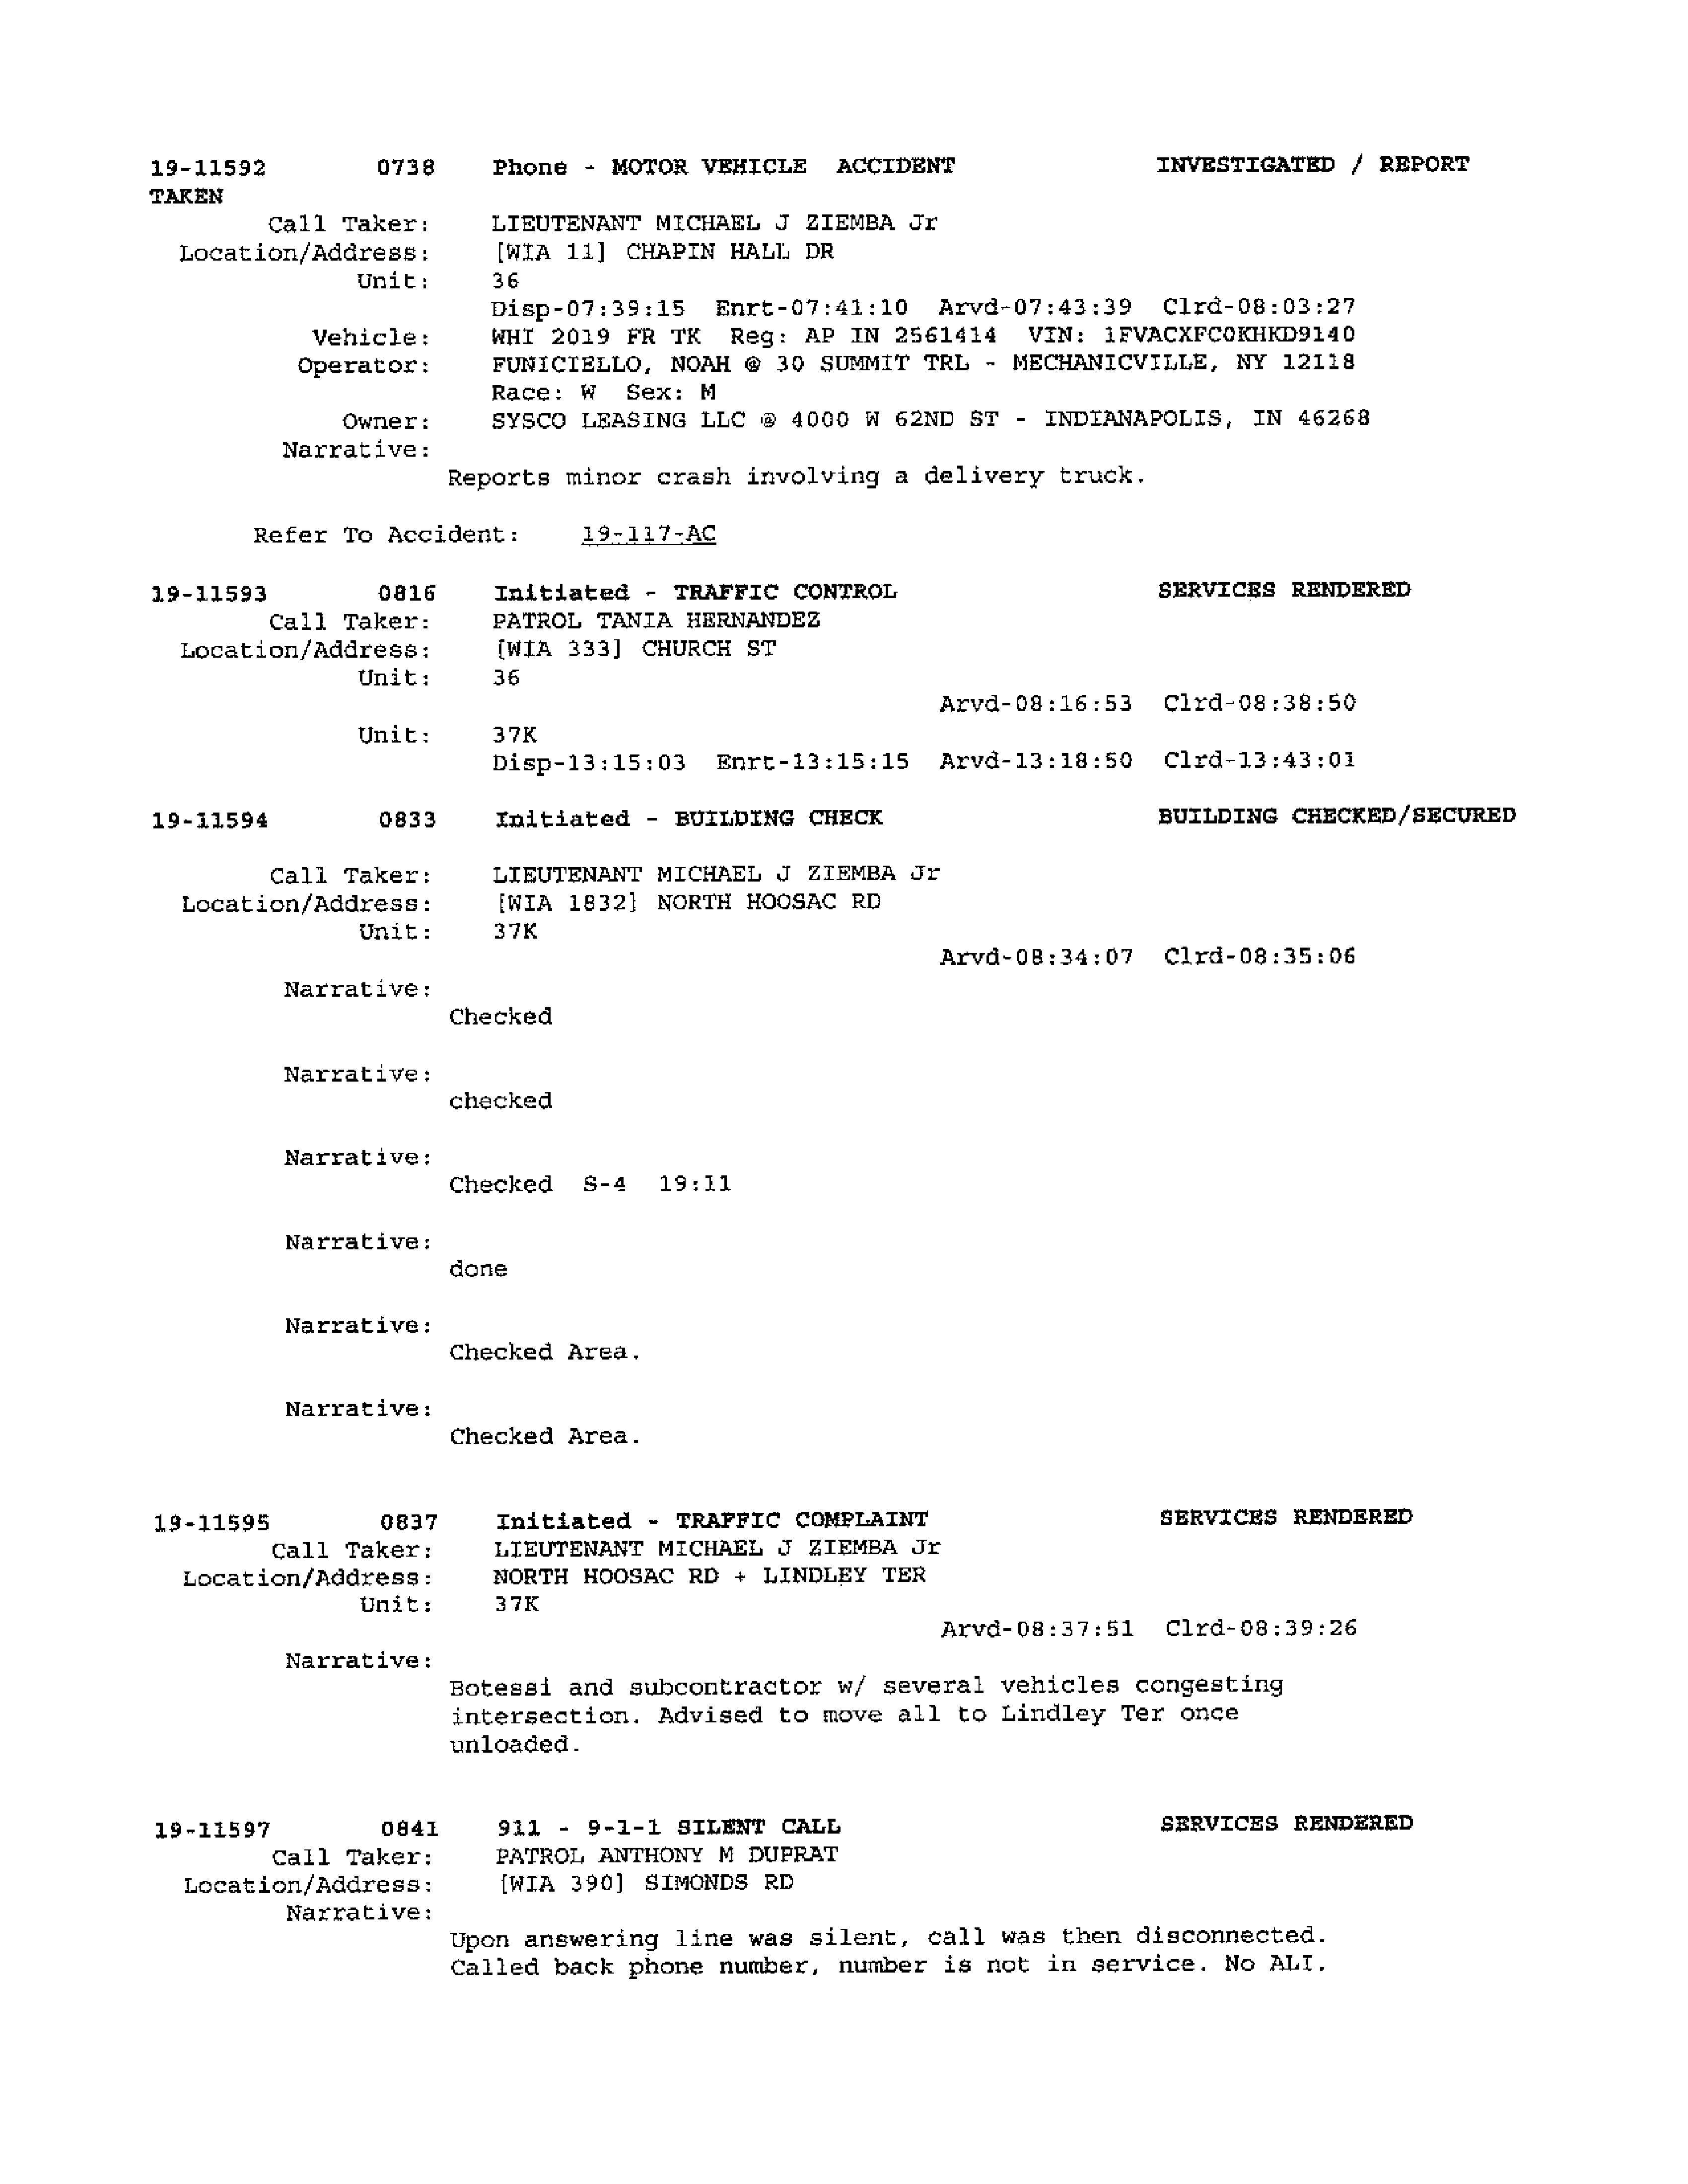 19-11592 0738 Phone - MOTOR VEHICLE ACCIDENT INVESTIGATED / REPORT
TAKEN
Call Taker: LIEUTENANT MICHAEL J ZIEMBA Jr
Location/Address: [WIA 11] CHAPIN HALL DR
Unit: 36
Disp-07:39:15 Enrt-07:41:10 Arvd-07:43:39 Clrd-08:03:27
Vehicle: WHI 2019 FR TK Reg: AP IN 2561414 VIN: 1FVACXFC0KHKD9140
Operator: FUNICIELLO, NOAH @ 30 SUMMIT TRL - MECHANICVILLE, NY 12118
Race: W Sex: M
Owner: SYSCO LEASING LLC @ 4000 W 62ND ST - INDIANAPOLIS, IN 46268
Narrative:
Reports minor crash involving a delivery truck.
Refer To Accident: 19-117-AC
19-11593 0816 Initiated - TRAFFIC CONTROL SERVICES RENDERED
Call Taker: PATROL TANIA HERNANDEZ
Location/Address: [WIA 333] CHURCH ST
Unit: 36
Arvd-08:16:53 Clrd-08:38:50
Unit: 37K
Disp-13:15:03 Enrt-13:15:15 Arvd-13:18:50 Clrd-13:43:01
19-11594 0833 Initiated - BUILDING CHECK BUILDING CHECKED/SECURED
Call Taker: LIEUTENANT MICHAEL J ZIEMBA Jr
Location/Address: [WIA 1832] NORTH HOOSAC RD
Unit: 37K
Arvd-08:34:07 Clrd-08:35:06
Narrative:
Checked
Narrative:
checked
Narrative:
Checked S-4 19:11
Narrative:
done
Narrative:
Checked Area.
Narrative:
Checked Area.
19-11595 0837 Initiated - TRAFFIC COMPLAINT SERVICES RENDERED
Call Taker: LIEUTENANT MICHAEL J ZIEMBA Jr
Location/Address: NORTH HOOSAC RD + LINDLEY TER
Unit: 37K
Arvd-08:37:51 Clrd-08:39:26
Narrative:
Botessi and subcontractor w/ several vehicles congesting
intersection. Advised to move all to Lindley Ter once
unloaded.
19-11597 0841 911 - 9-1-1 SILENT CALL SERVICES RENDERED
Call Taker: PATROL ANTHONY M DUPRAT
Location/Address: [WIA 390] SIMONDS RD
Narrative:
Upon answering line was silent, call was then disconnected.
Called back phone number, number is not in service. No ALI.